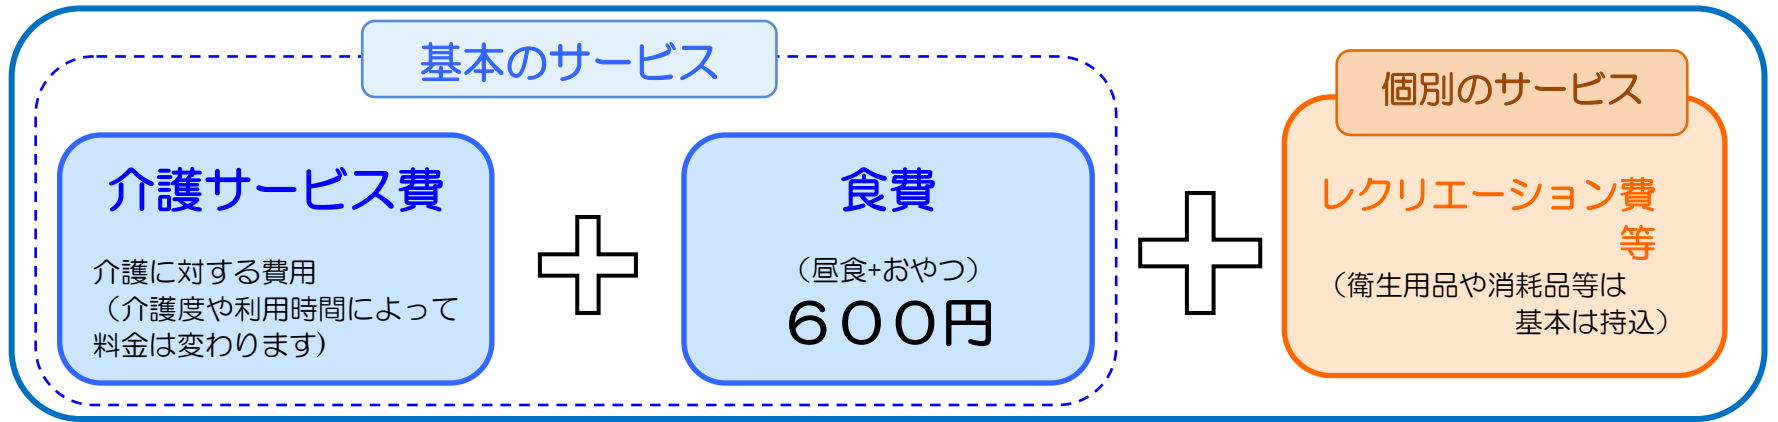 基本のサービス
介護サービス費
介護に対する費用
（介護度や利用時間によって
料金は変わります)
食費
（昼食+おやつ）
６００円
個別のサービス
レクリエーション費
等
（衛生用品や消耗品等は
基本は持込）